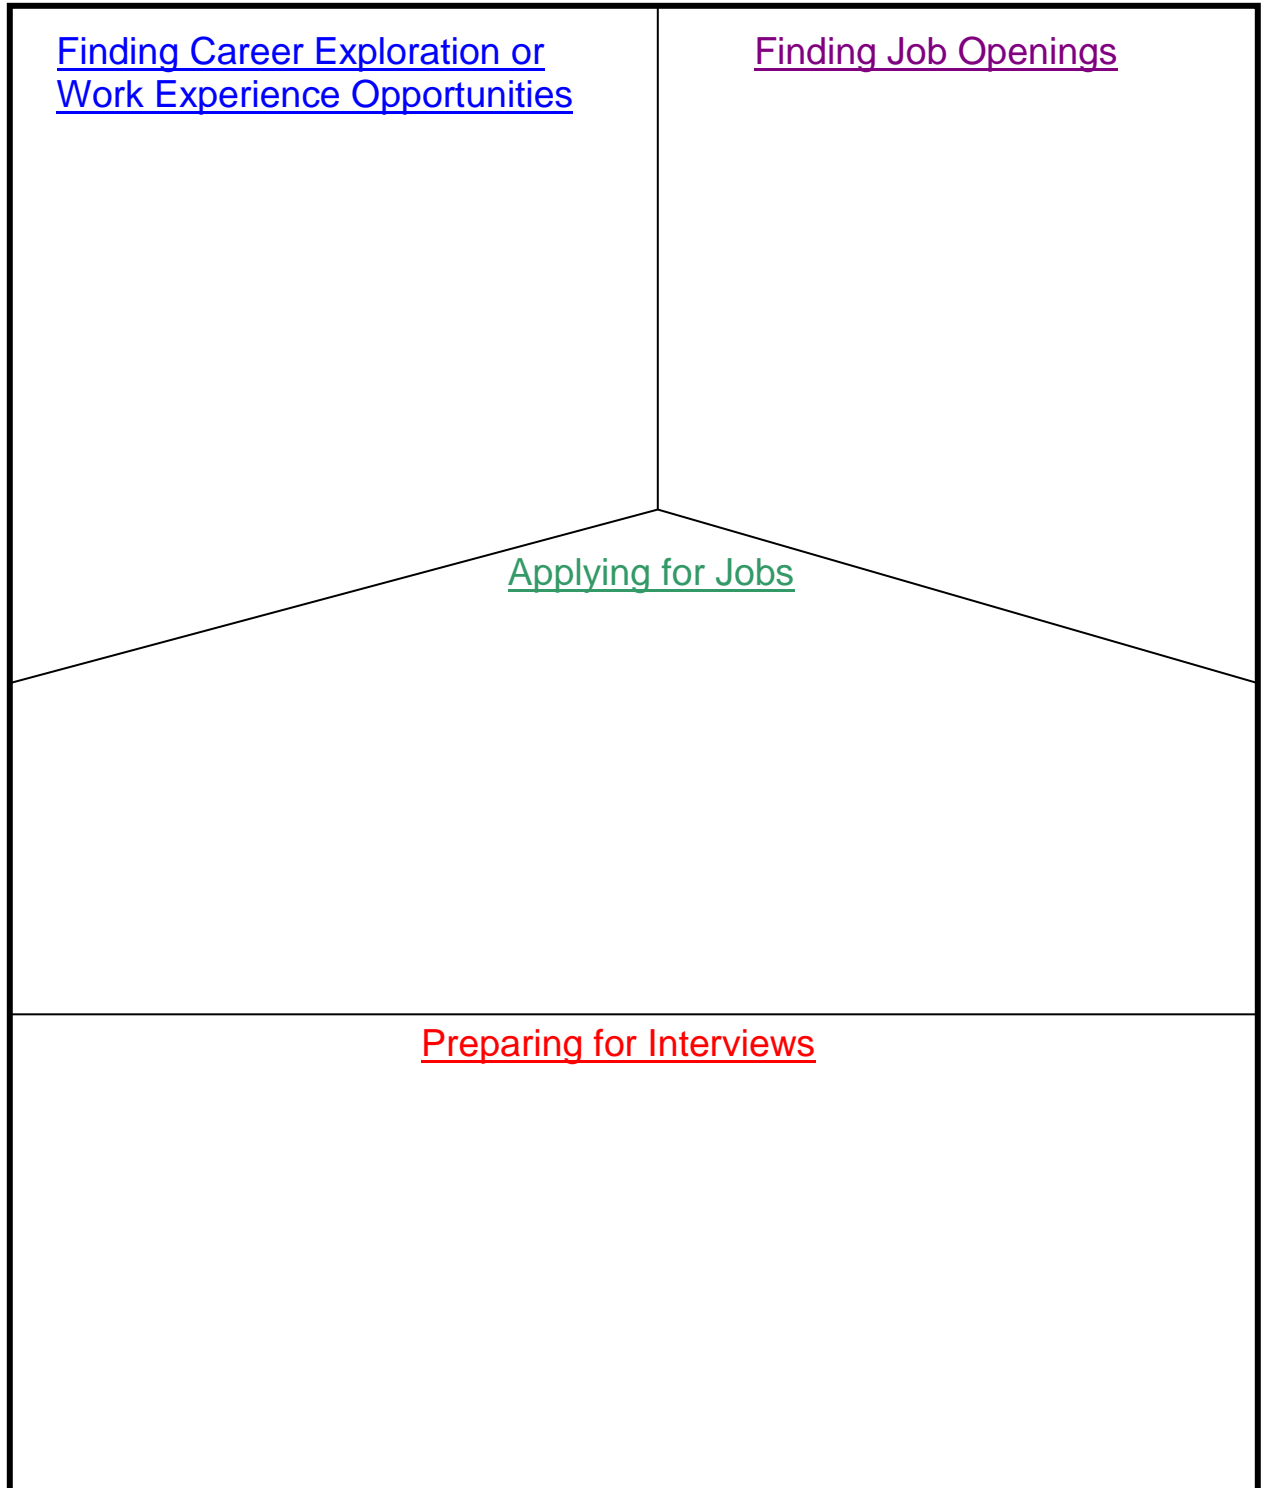 Finding Career Exploration or
Work Experience Opportunities
Finding Job Openings
Applying for Jobs
Preparing for Interviews